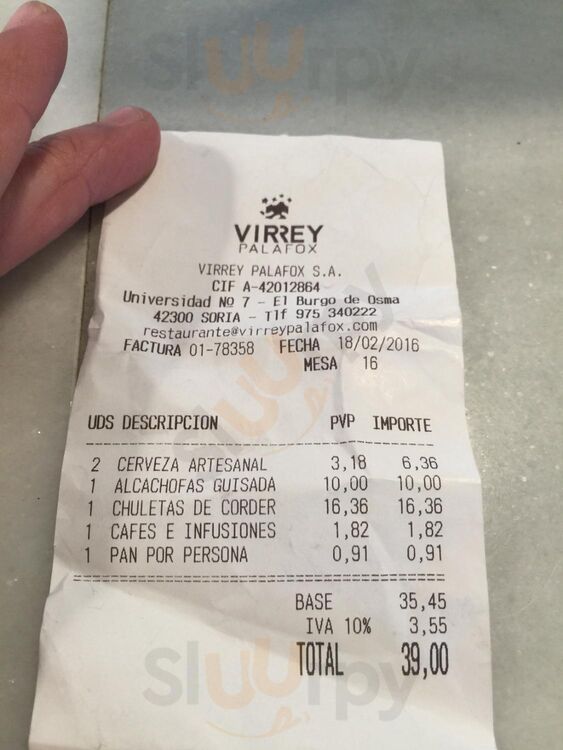 Sluurpy
VIRREY
PALAFOX
VIRREY PALAFOX S.A.
CIF A-42012864
Universidad Nº 7 - El Burgo de Osma
42300 SORIA - Tlf 975 340222
restaurante@virreypalafox.com
FACTURA 01-78358 FECHA 18/02/2016
MESA 16
UDS DESCRIPCION PVP IMPORTE
2 CERVEZA ARTESANAL 3,18 6,36
1 ALCACHOFAS GUISADA 10,00 10,00
1 CHULETAS DE CORDER 16,36 16,36
1 CAFES E INFUSIONES 1,82 1,82
1 PAN POR PERSONA 0,91 0,91
BASE 35,45
IVA 10% 3,55
TOTAL 39,00
Sluurpy